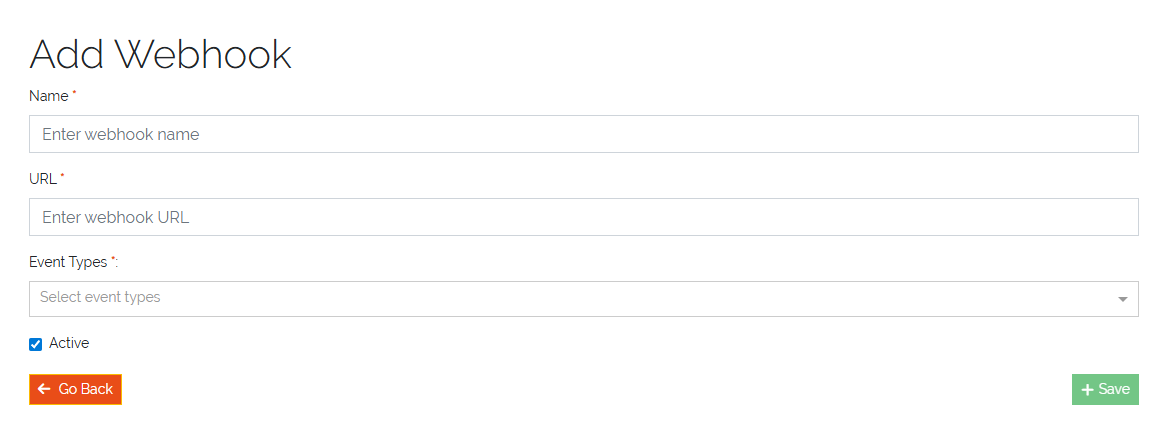 Add Webhook
Name *
Enter webhook name
URL *
Enter webhook URL
Event Types *:
Select event types
Active
Go Back
Save